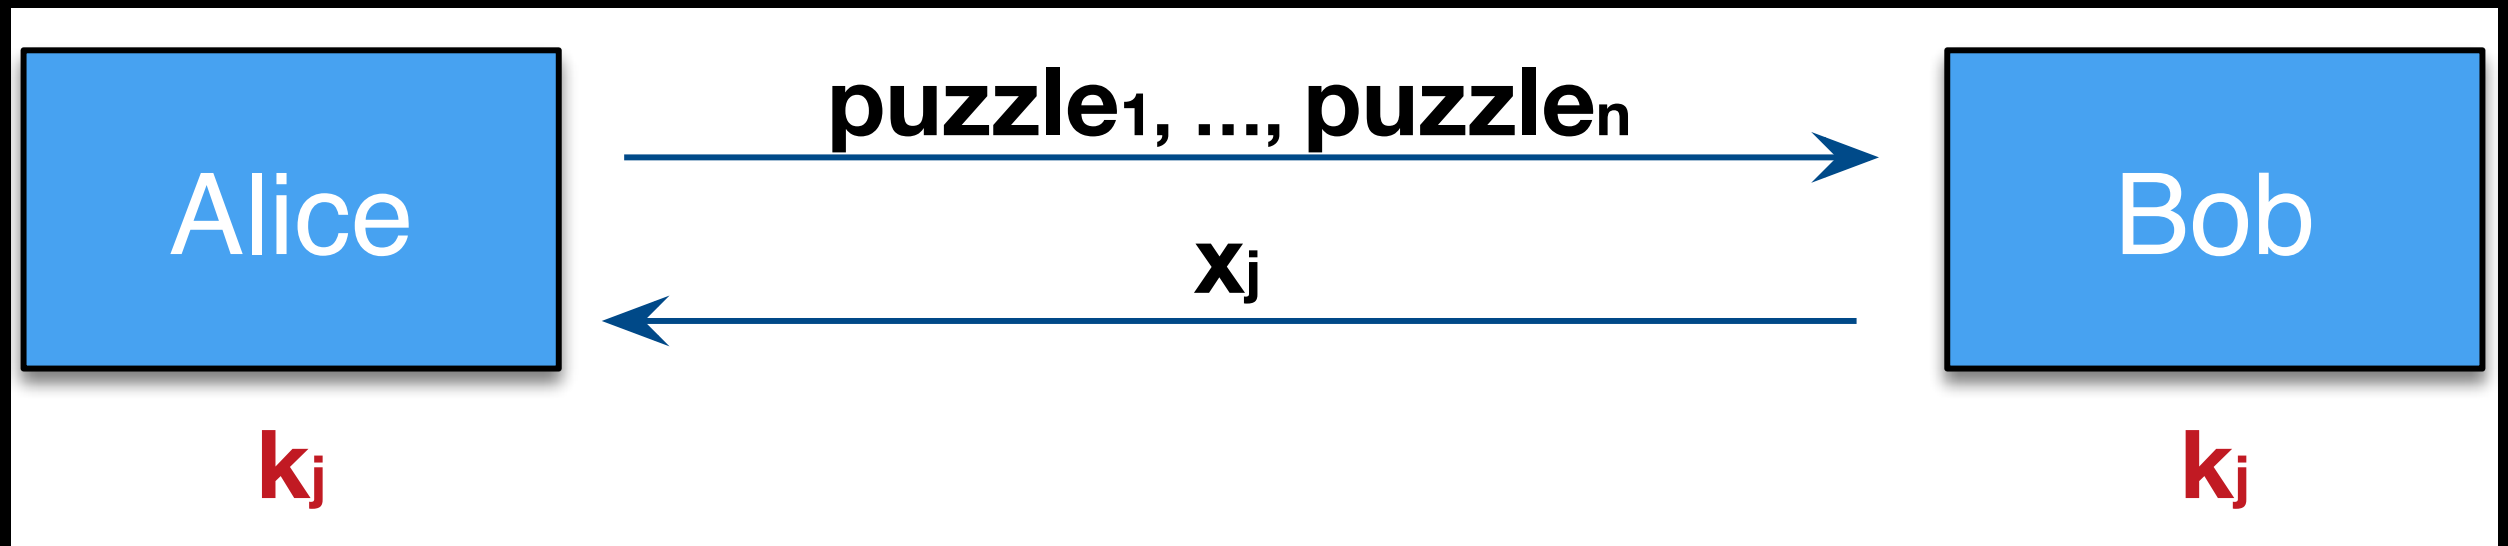 puzzle1, ..., puzzlen
Alice
Bob
xj
kj
kj